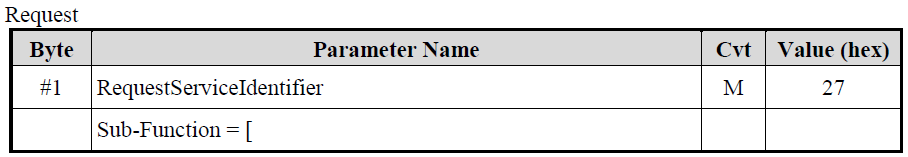 Request
Byte Parameter Name Cvt Value (hex)
#1 RequestServiceIdentifier M 27
Sub-Function = [